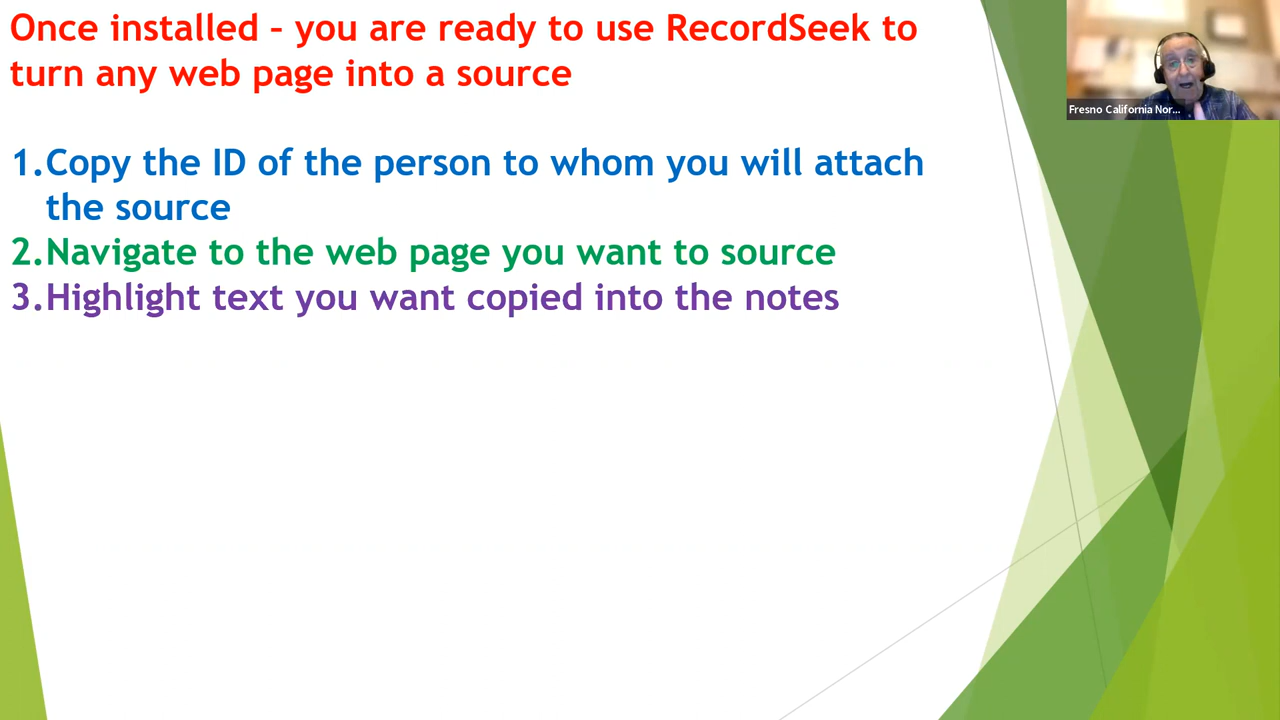 Once installed – you are ready to use RecordSeek to
turn any web page into a source
1.Copy the ID of the person to whom you will attach
the source
2.Navigate to the web page you want to source
3.Highlight text you want copied into the notes
Fresno California Nor...